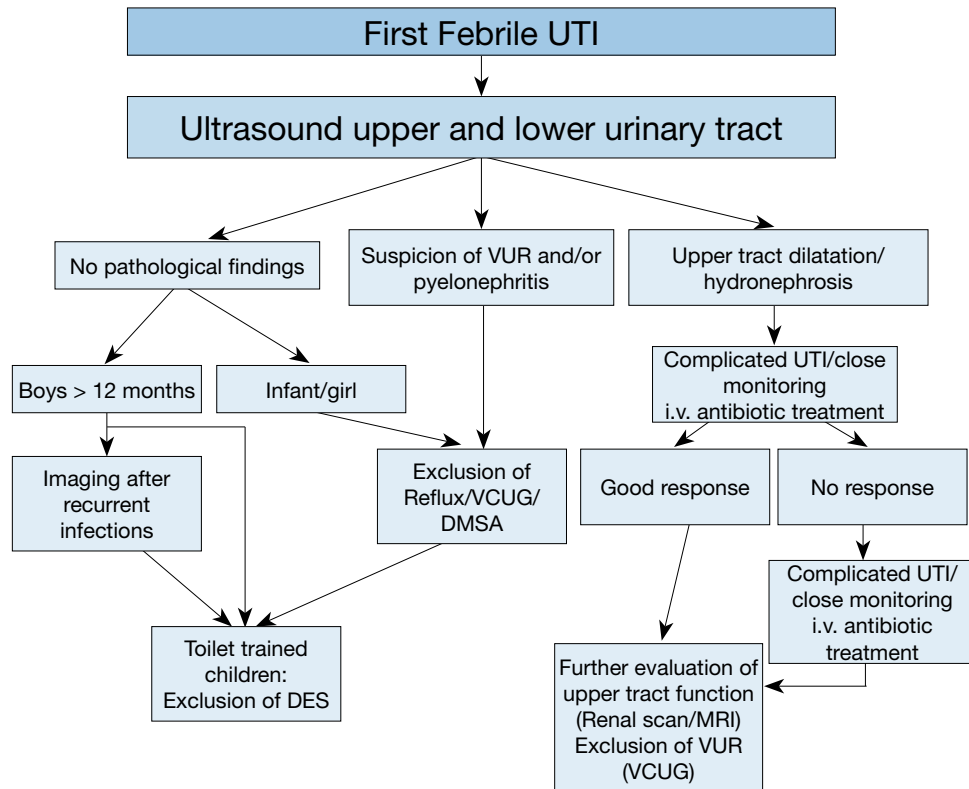 First Febrile UTI
Ultrasound upper and lower urinary tract
No pathological findings
Suspicion of VUR and/or
pyelonephritis
Upper tract dilatation/
hydronephrosis
Boys > 12 months
Infant/girl
Complicated UTI/close
monitoring
i.v. antibiotic treatment
Imaging after
recurrent
infections
Exclusion of
Reflux/VCUG/
DMSA
Good response
No response
Toilet trained
children:
Exclusion of DES
Complicated UTI/
close monitoring
i.v. antibiotic
treatment
Further evaluation of
upper tract function
(Renal scan/MRI)
Exclusion of VUR
(VCUG)